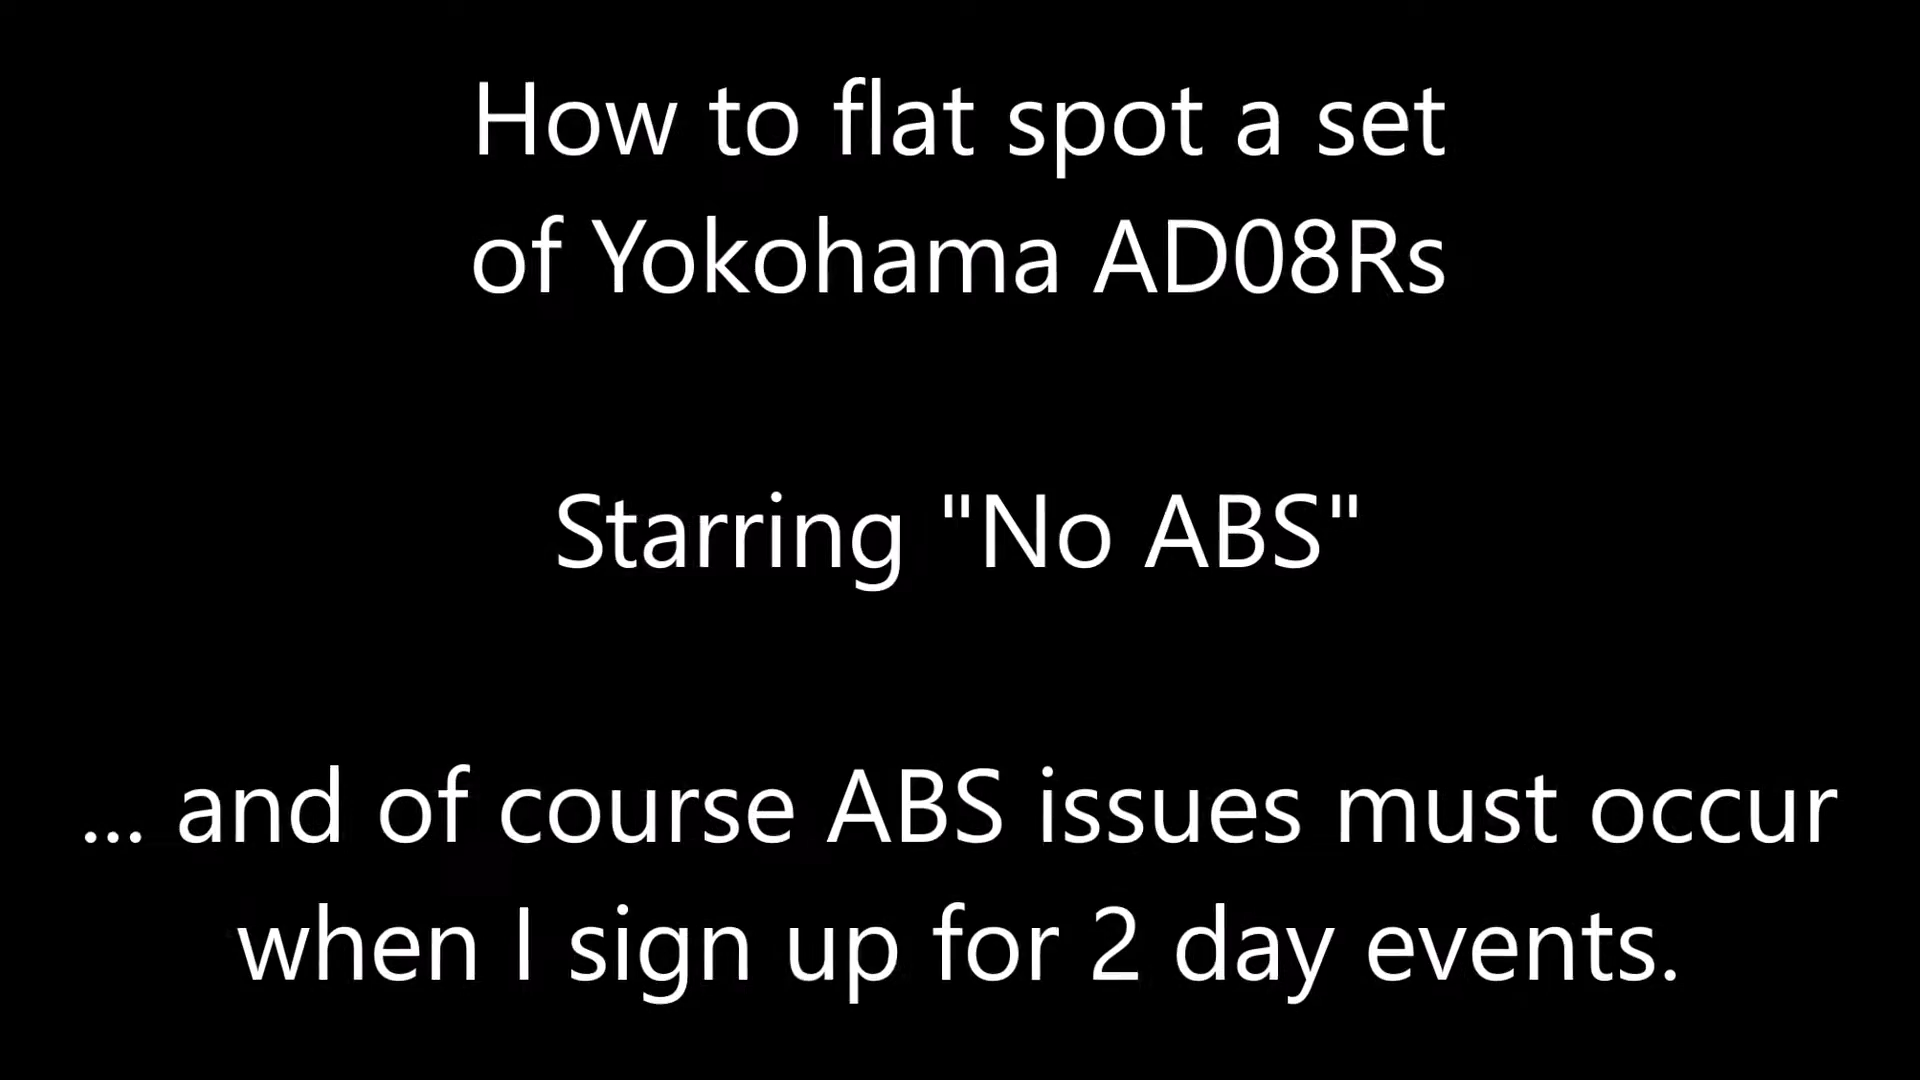 How to flat spot a set
of Yokohama AD08Rs
Starring "No ABS"
... and of course ABS issues must occur
when I sign up for 2 day events.